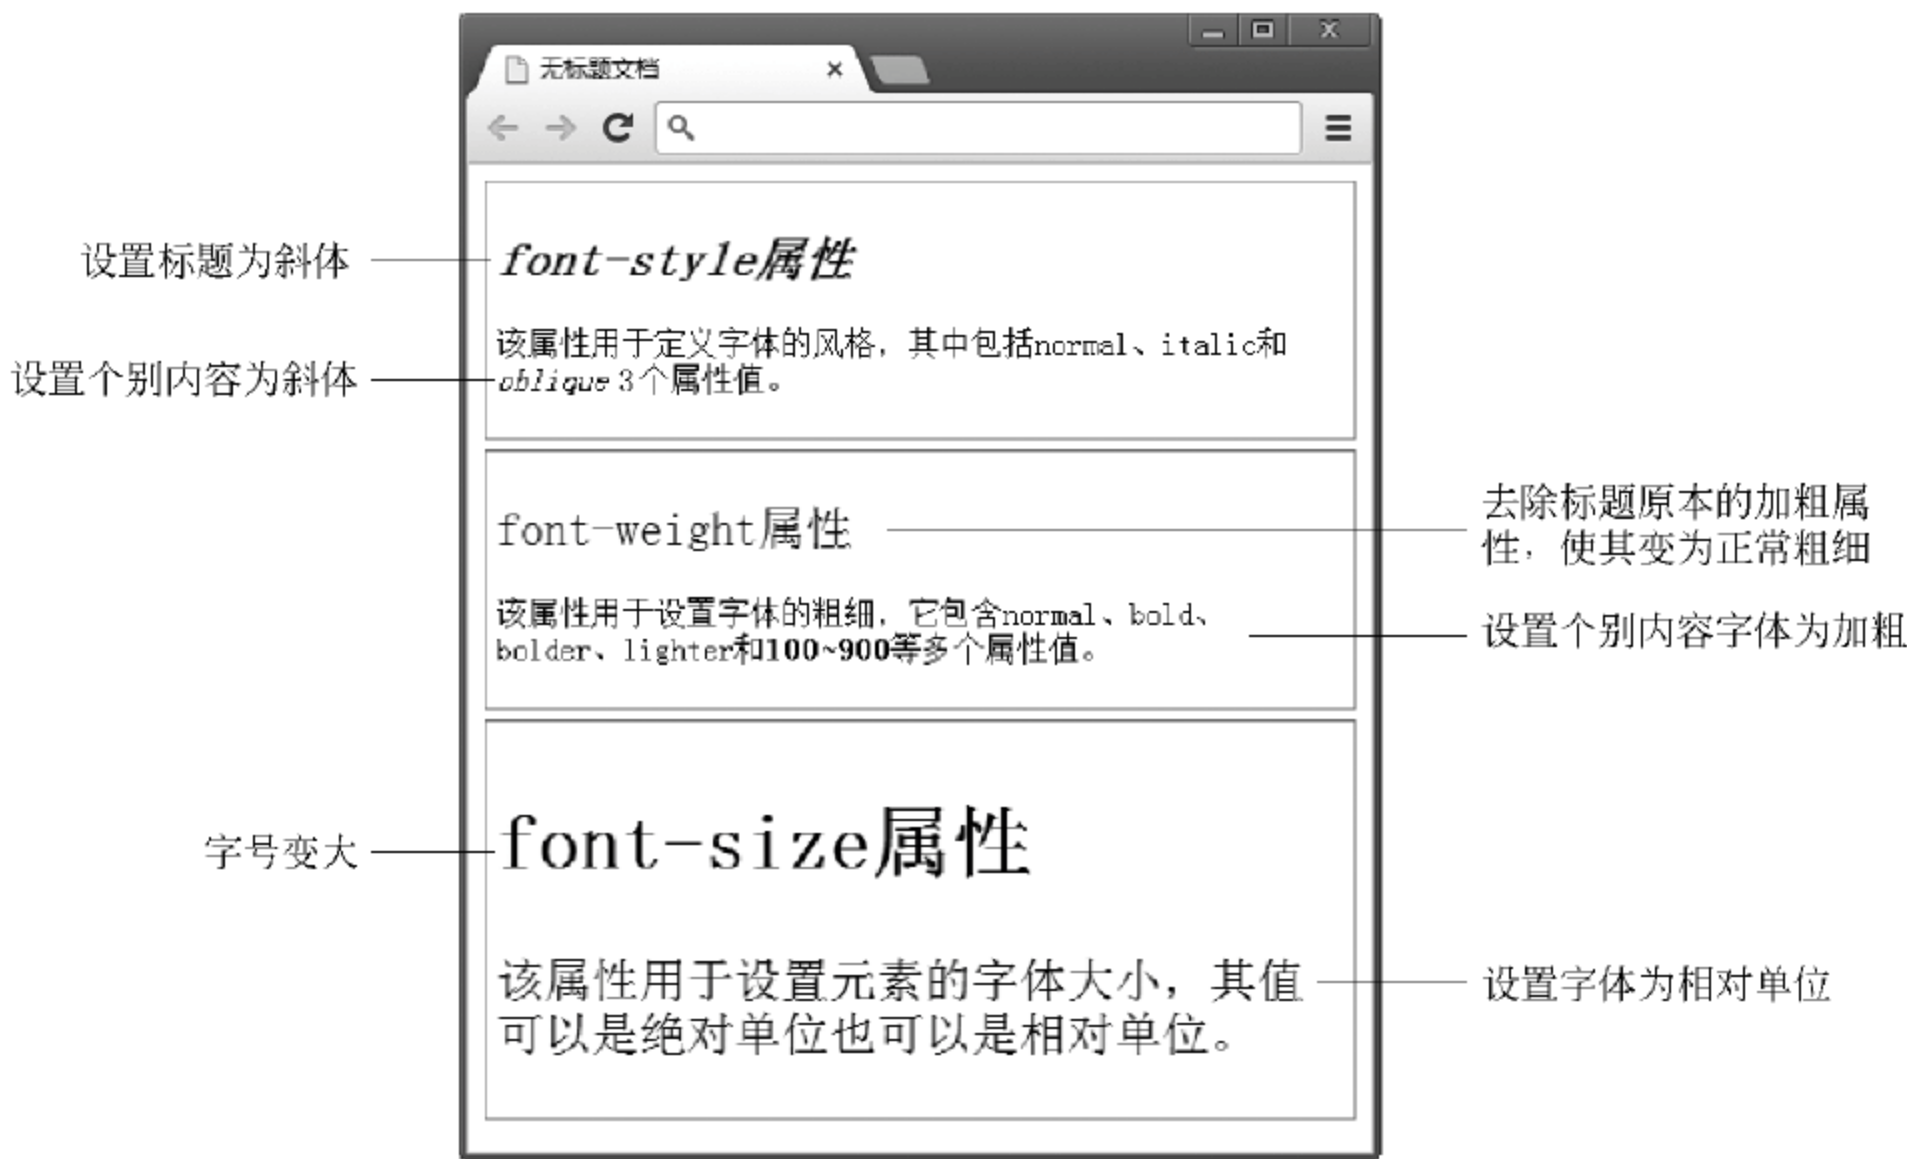 无标题文档
设置标题为斜体
font-style属性
该属性用于定义字体的风格，其中包括normal、italic和
设置个别内容为斜体
oblique 3个属性值。
font-weight属性
去除标题原本的加粗属
性，使其变为正常粗细
该属性用于设置字体的粗细，它包含normal、bold、
bolder、lighter和100~900等多个属性值。
设置个别内容字体为加粗
字号变大
font-size属性
该属性用于设置元素的字体大小，其值
可以是绝对单位也可以是相对单位。
设置字体为相对单位